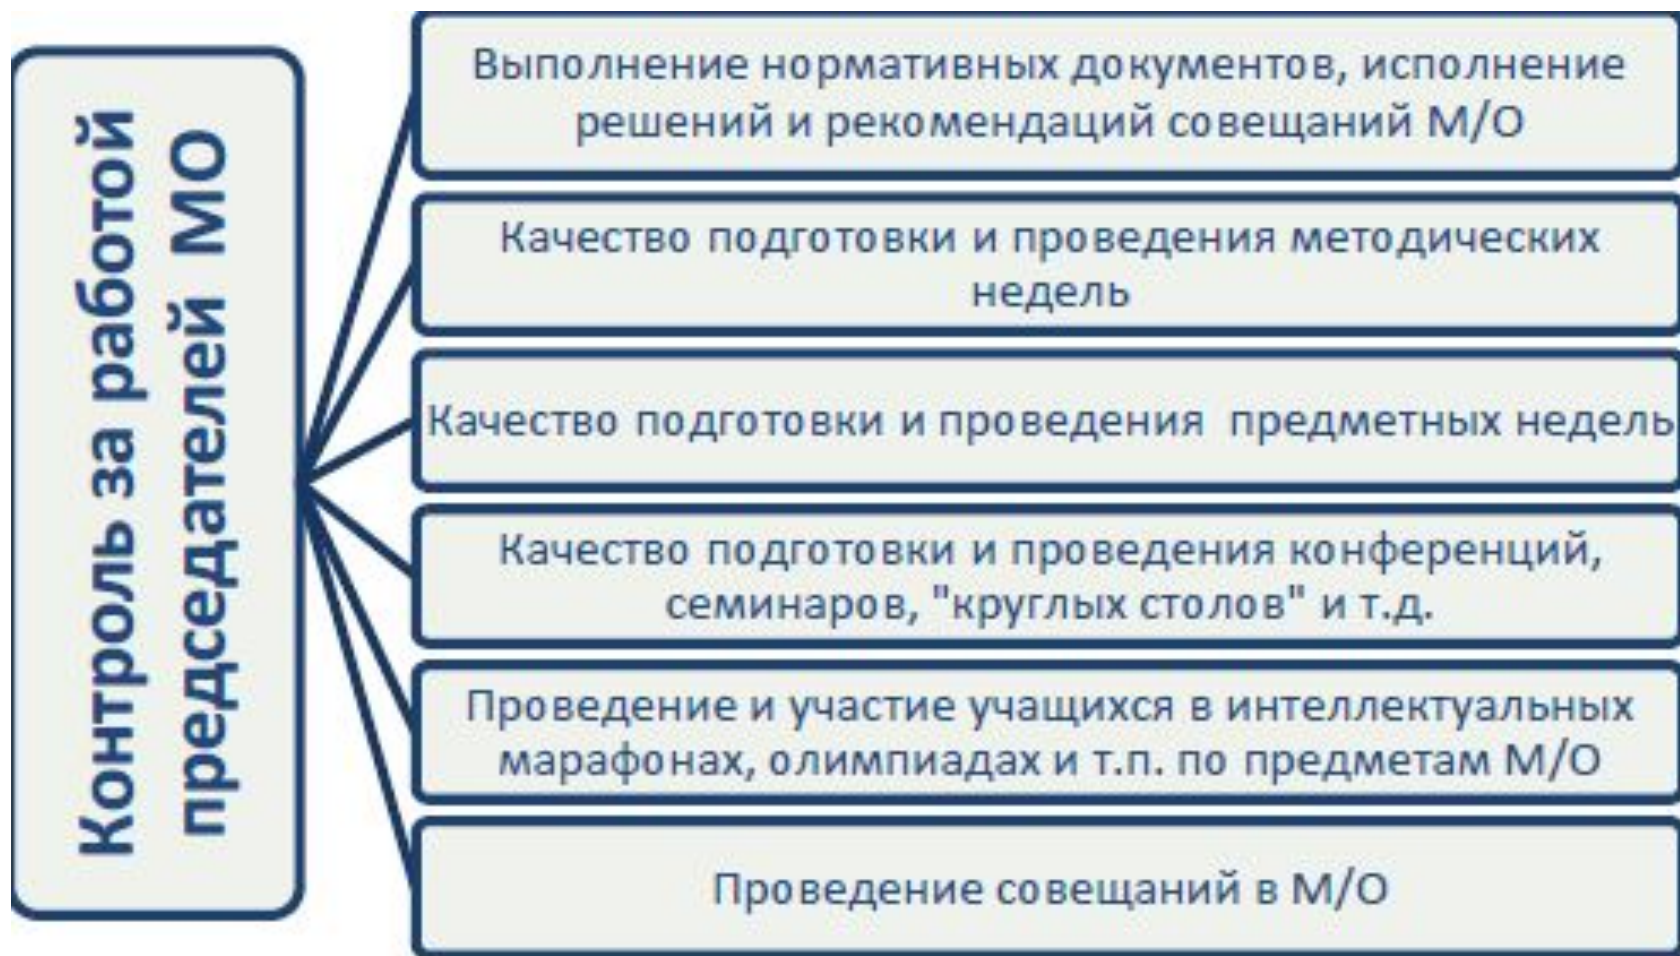 Контроль за работой
председателей МО
Выполнение нормативных документов, исполнение
решений и рекомендаций совещаний М/О
Качество подготовки и проведения методических
недель
Качество подготовки и проведения  предметных недель
Качество подготовки и проведения конференций,
семинаров, "круглых столов" и т.д.
Проведение и участие учащихся в интеллектуальных
марафонах, олимпиадах и т.п. по предметам М/О
Проведение совещаний в М/О